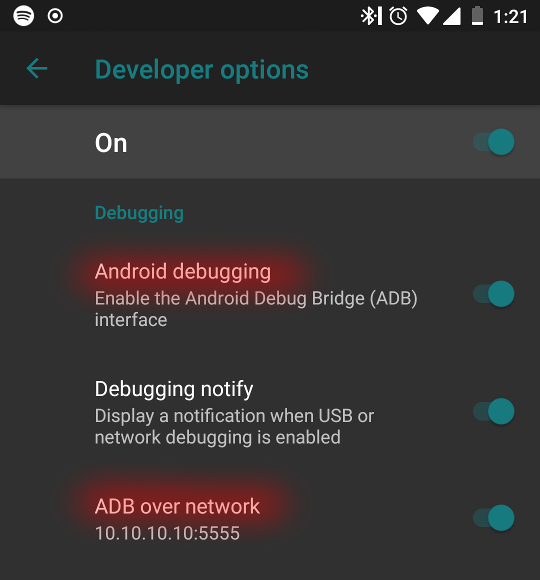 1:21
Developer options
On
Debugging
Android debugging
Enable the Android Debug Bridge (ADB)
interface
Debugging notify
Display a notification when USB or
network debugging is enabled
ADB over network
10.10.10.10:5555